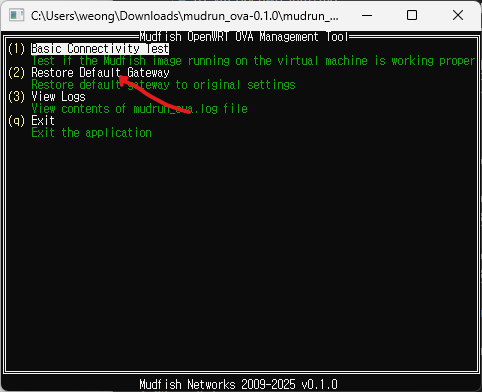 C:\Users\weong\Downloads\mudrun_ova-0.1.0\mudrun_...
Mudfish OpenWRT OVA Management Tool
(1) Basic Connectivity Test
Test if the Mudfish image running on the virtual machine is working proper
(2) Restore Default Gateway
Restore default gateway to original settings
(3) View Logs
View contents of mudrun_ova.log file
(q) Exit
Exit the application
Mudfish Networks 2009-2025 v0.1.0